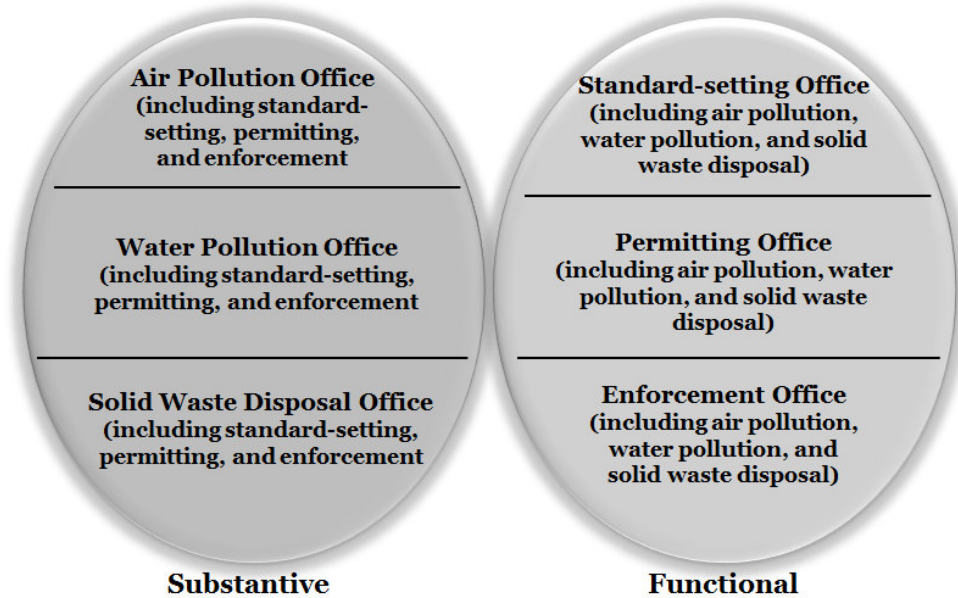 Air Pollution Office
(including standard-
setting, permitting,
and enforcement
Water Pollution Office
(including standard-setting,
permitting, and enforcement
Solid Waste Disposal Office
(including standard-setting,
permitting, and enforcement
Substantive
Standard-setting Office
(including air pollution,
water pollution, and solid
waste disposal)
Permitting Office
(including air pollution, water
pollution, and solid waste
disposal)
Enforcement Office
(including air pollution,
water pollution, and
solid waste disposal)
Functional